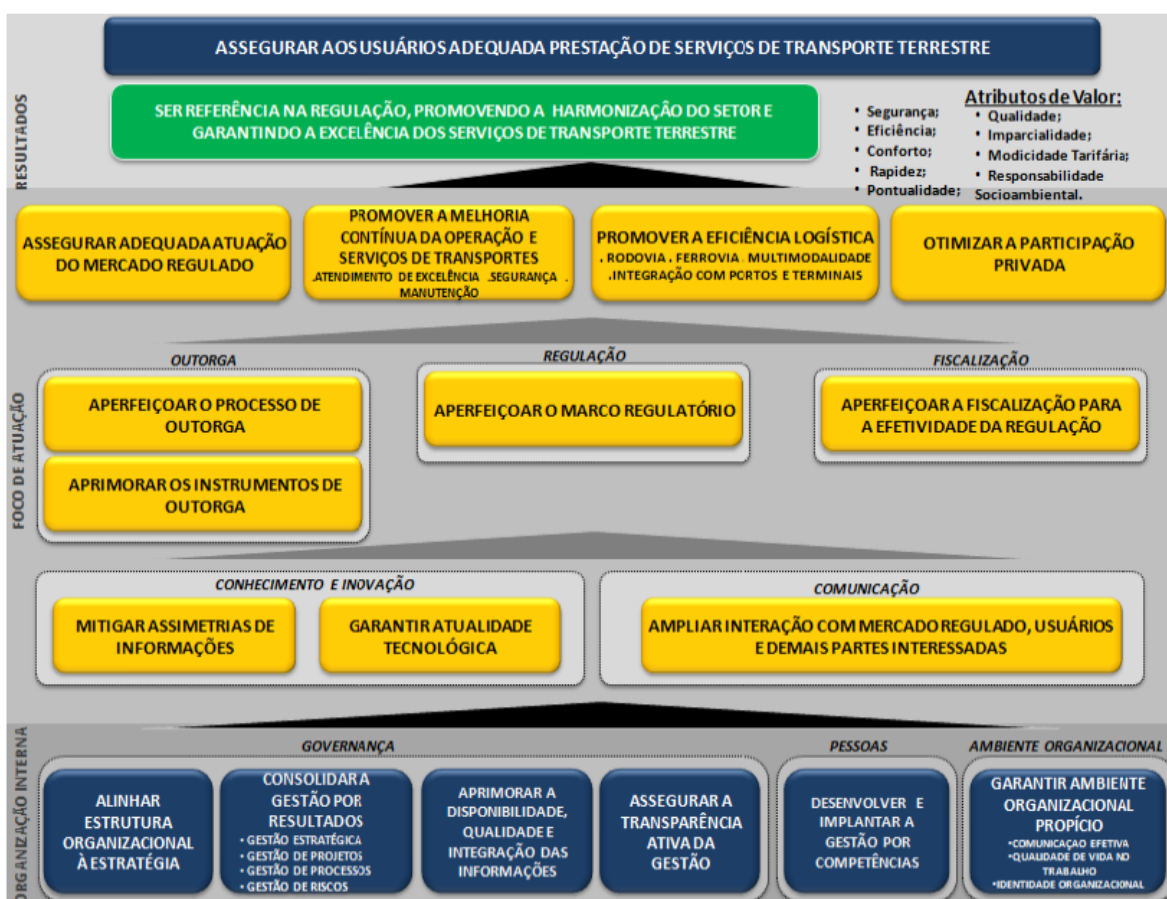 ASSEGURAR AOS USUÁRIOS ADEQUADA PRESTAÇÃO DE SERVIÇOS DE TRANSPORTE TERRESTRE
RESULTADOS
SER REFERÊNCIA NA REGULAÇÃO, PROMOVENDO A HARMONIZAÇÃO DO SETOR E
GARANTINDO A EXCELÊNCIA DOS SERVIÇOS DE TRANSPORTE TERRESTRE
Atributos de Valor:
• Segurança;
• Eficiência;
• Conforto;
• Rapidez;
• Pontualidade;
• Qualidade;
• Imparcialidade;
• Modicidade Tarifária;
• Responsabilidade
Socioambiental.
FOCO DE ATUAÇÃO
ASSEGURAR ADEQUADA ATUAÇÃO
DO MERCADO REGULADO
PROMOVER A MELHORIA
CONTÍNUA DA OPERAÇÃO E
SERVIÇOS DE TRANSPORTES
.ATENDIMENTO DE EXCELÊNCIA .SEGURANÇA .
MANUTENÇÃO
PROMOVER A EFICIÊNCIA LOGÍSTICA
. RODOVIA . FERROVIA . MULTIMODALIDADE
.INTEGRAÇÃO COM PORTOS E TERMINAIS
OTIMIZAR A PARTICIPAÇÃO
PRIVADA
OUTORGA
APERFEIÇOAR O PROCESSO DE
OUTORGA
APRIMORAR OS INSTRUMENTOS DE
OUTORGA
REGULAÇÃO
APERFEIÇOAR O MARCO REGULATÓRIO
FISCALIZAÇÃO
APERFEIÇOAR A FISCALIZAÇÃO PARA
A EFETIVIDADE DA REGULAÇÃO
CONHECIMENTO E INOVAÇÃO
MITIGAR ASSIMETRIAS DE
INFORMAÇÕES
GARANTIR ATUALIDADE
TECNOLÓGICA
COMUNICAÇÃO
AMPLIAR INTERAÇÃO COM MERCADO REGULADO, USUÁRIOS
E DEMAIS PARTES INTERESSADAS
ORGANIZAÇÃO INTERNA
GOVERNANÇA
ALINHAR
ESTRUTURA
ORGANIZACIONAL
À ESTRATÉGIA
CONSOLIDAR A
GESTÃO POR
RESULTADOS
• GESTÃO ESTRATÉGICA
• GESTÃO DE PROJETOS
• GESTÃO DE PROCESSOS
• GESTÃO DE RISCOS
APRIMORAR A
DISPONIBILIDADE,
QUALIDADE E
INTEGRAÇÃO DAS
INFORMAÇÕES
ASSEGURAR A
TRANSPARÊNCIA
ATIVA DA
GESTÃO
PESSOAS
DESENVOLVER E
IMPLANTAR A
GESTÃO POR
COMPETÊNCIAS
AMBIENTE ORGANIZACIONAL
GARANTIR AMBIENTE
ORGANIZACIONAL
PROPÍCIO
•COMUNICAÇAO EFETIVA
•QUALIDADE DE VIDA NO
TRABALHO
•IDENTIDADE ORGANIZACIONAL